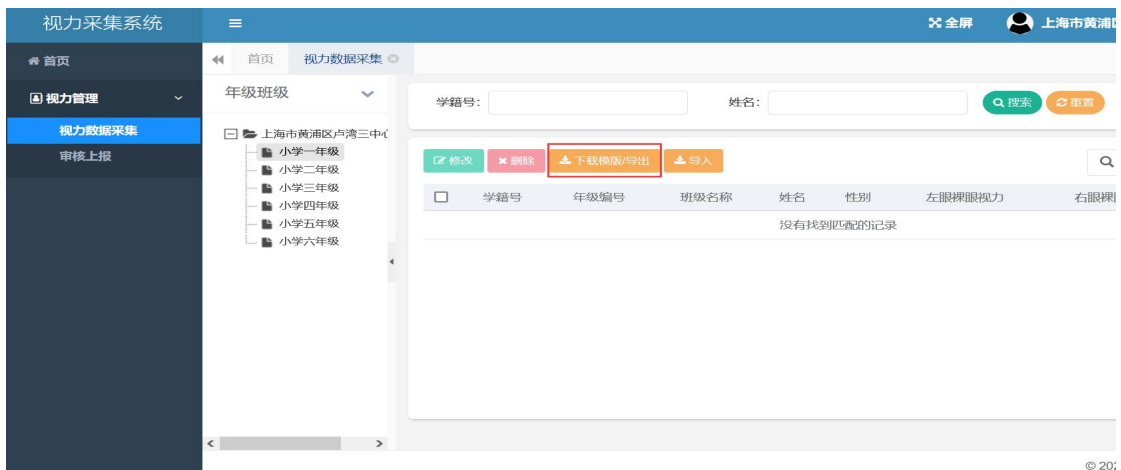 视力采集系统
全屏
上海市黄浦
首页
首页
视力数据采集
视力管理
视力数据采集
审核上报
年级班级
上海市黄浦区卢湾三中心
小学一年级
小学二年级
小学三年级
小学四年级
小学五年级
小学六年级
学籍号：
姓名：
搜索
重置
修改
删除
下载模版/导出
导入
学籍号
年级编号
班级名称
姓名
性别
左眼裸眼视力
右眼裸
没有找到匹配的记录
© 202